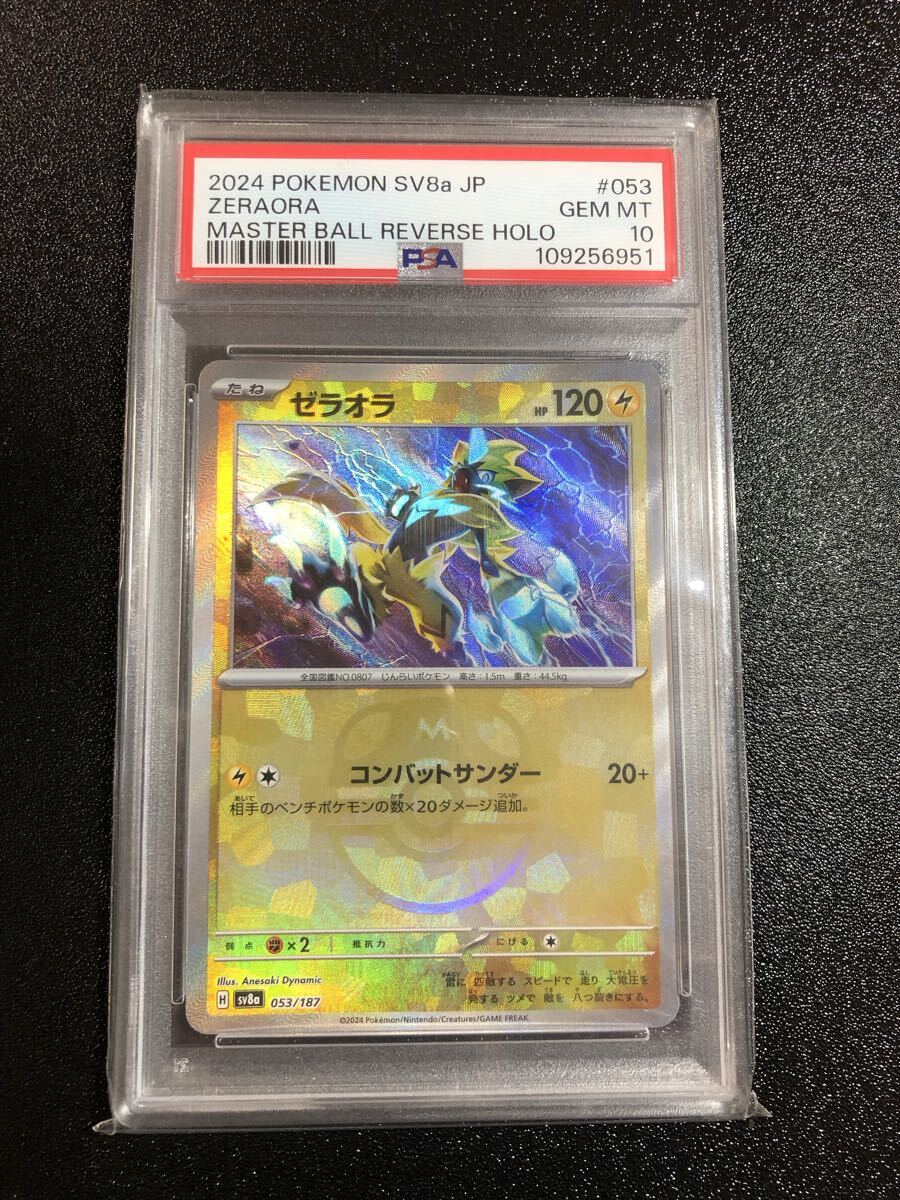 2024 POKEMON SV8a JP #053
ZERAORA GEM MT
MASTER BALL REVERSE HOLO 10
PSA 109256951
たね ゼラオラ HP 120
全国図鑑NO.0807 じんらいポケモン 高さ:1.5m 重さ:44.5kg
コンバットサンダー 20+
相手のベンチポケモンの数×20ダメージ追加。
弱点 ×2 抵抗力 にげる
Illus. Anesaki Dynamic
雷に 匹敵する スピードで 走り 大電圧を
発する ツメで 敵を 八つ裂きにする。
H sv8a 053/187
©2024 Pokémon/Nintendo/Creatures/GAME FREAK.